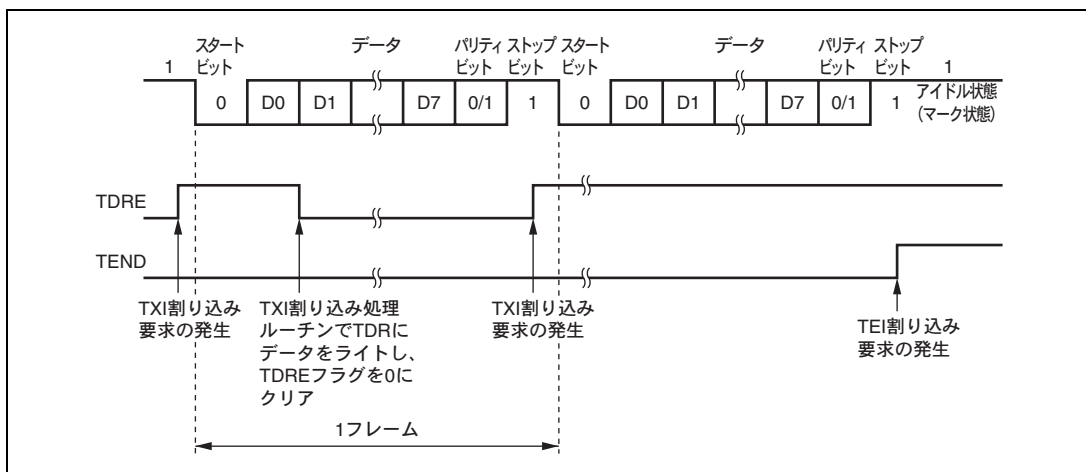 スタート
ビット
データ
パリティ
ビット
ストップ
ビット
スタート
ビット
データ
パリティ
ビット
ストップ
ビット
1
1
0
D0
D1
D7
0/1
1
0
D0
D1
D7
0/1
1
アイドル状態
(マーク状態)
TDRE
TEND
TXI割り込み
要求の発生
TXI割り込み処理
ルーチンでTDRに
データをライトし、
TDREフラグを0に
クリア
TXI割り込み
要求の発生
TEI割り込み
要求の発生
1フレーム